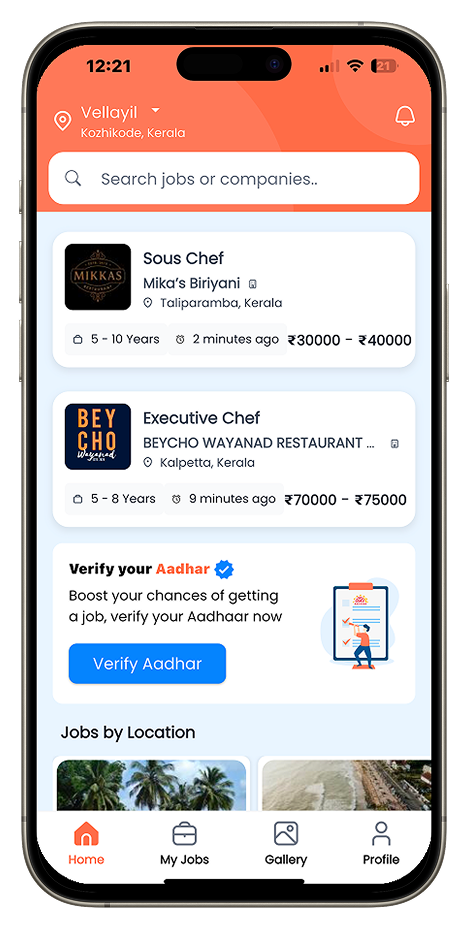 12:21
21
Vellayil
Kozhikode, Kerala
Search jobs or companies..
MIKKAS
RESTAURANT
Sous Chef
Mika's Biriyani
Taliparamba, Kerala
5 - 10 Years
2 minutes ago
₹30000 - ₹40000
BEY
CHO
Wayanad
Executive Chef
BEYCHO WAYANAD RESTAURANT ...
Kalpetta, Kerala
5 - 8 Years
9 minutes ago
₹70000 - ₹75000
Verify your Aadhar
Boost your chances of getting
a job, verify your Aadhaar now
Verify Aadhar
Jobs by Location
Home
My Jobs
Gallery
Profile